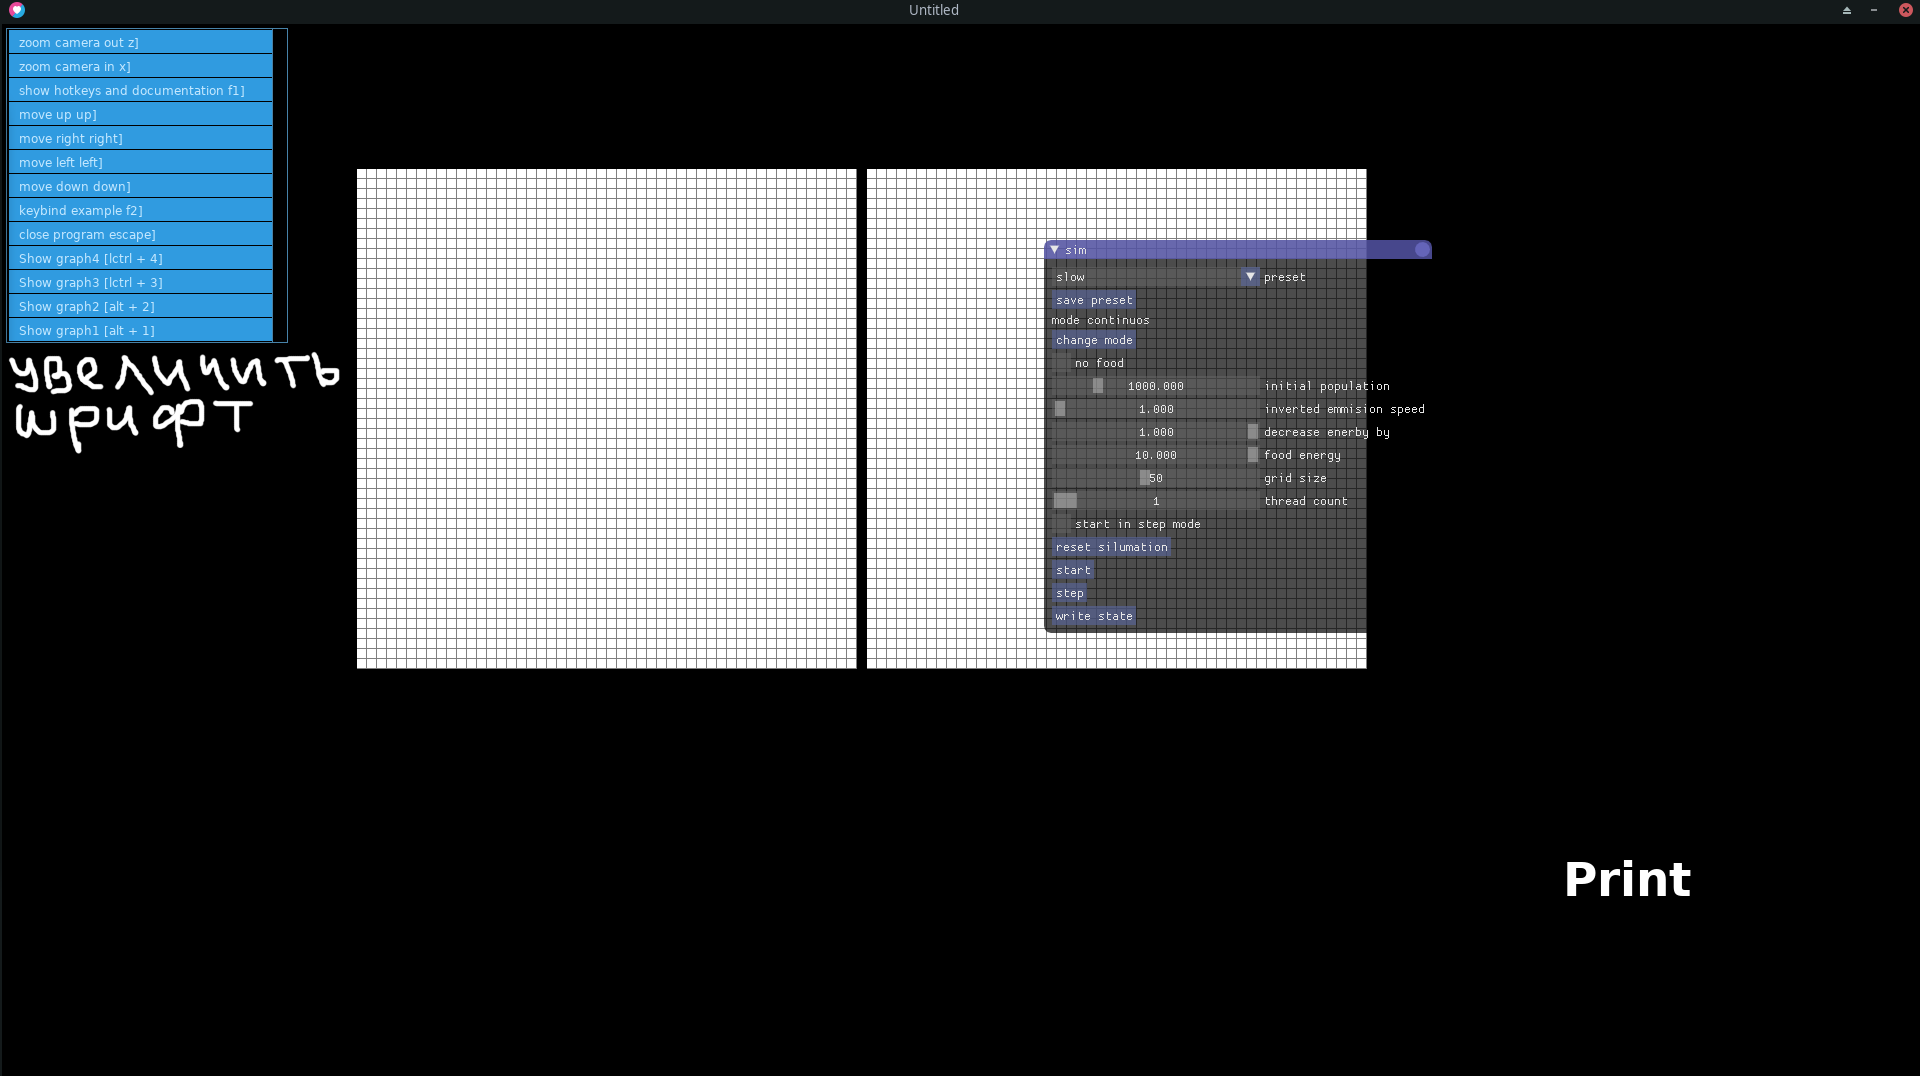 Untitled
zoom camera out z]
zoom camera in x]
show hotkeys and documentation f1]
move up up]
move right right]
move left left]
move down down]
keybind example f2]
close program escape]
Show graph4 [lctrl + 4]
Show graph3 [lctrl + 3]
Show graph2 [alt + 2]
Show graph1 [alt + 1]
увеличить
шрифт
sim
slow preset
save preset
mode continuos
change mode
no food
1000.000 initial population
1.000 inverted emmision speed
1.000 decrease enerby by
10.000 food energy
50 grid size
1 thread count
start in step mode
reset silumation
start
step
write state
Print